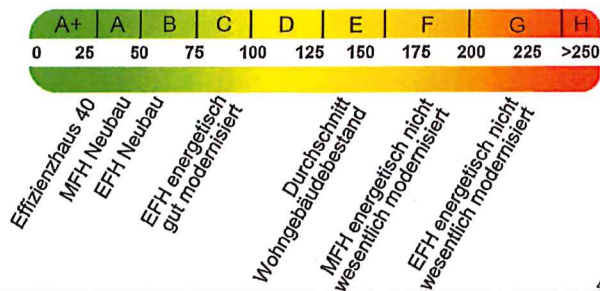 A+ A B C D E F G H
0 25 50 75 100 125 150 175 200 225 >250
Effizienzhaus 40
MFH Neubau
EFH Neubau
EFH energetisch
gut modernisiert
Durchschnitt
Wohngebäudebestand
MFH energetisch nicht
wesentlich modernisiert
EFH energetisch nicht
wesentlich modernisiert